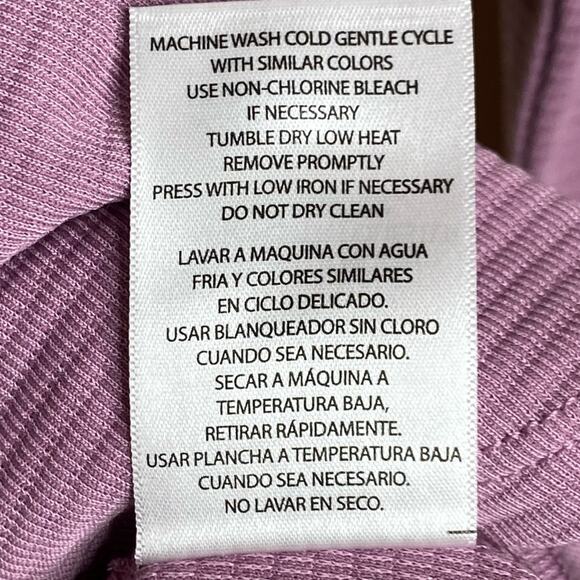 MACHINE WASH COLD GENTLE CYCLE
WITH SIMILAR COLORS
USE NON-CHLORINE BLEACH
IF NECESSARY
TUMBLE DRY LOW HEAT
REMOVE PROMPTLY
PRESS WITH LOW IRON IF NECESSARY
DO NOT DRY CLEAN
LAVAR A MAQUINA CON AGUA
FRIA Y COLORES SIMILARES
EN CICLO DELICADO.
USAR BLANQUEADOR SIN CLORO
CUANDO SEA NECESARIO.
SECAR A MÁQUINA A
TEMPERATURA BAJA,
RETIRAR RÁPIDAMENTE.
USAR PLANCHA A TEMPERATURA BAJA
CUANDO SEA NECESARIO.
NO LAVAR EN SECO.